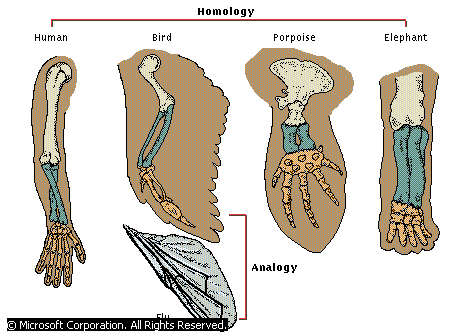 Homology
Human Bird Porpoise Elephant
Analogy
Fly
© Microsoft Corporation. All Rights Reserved.